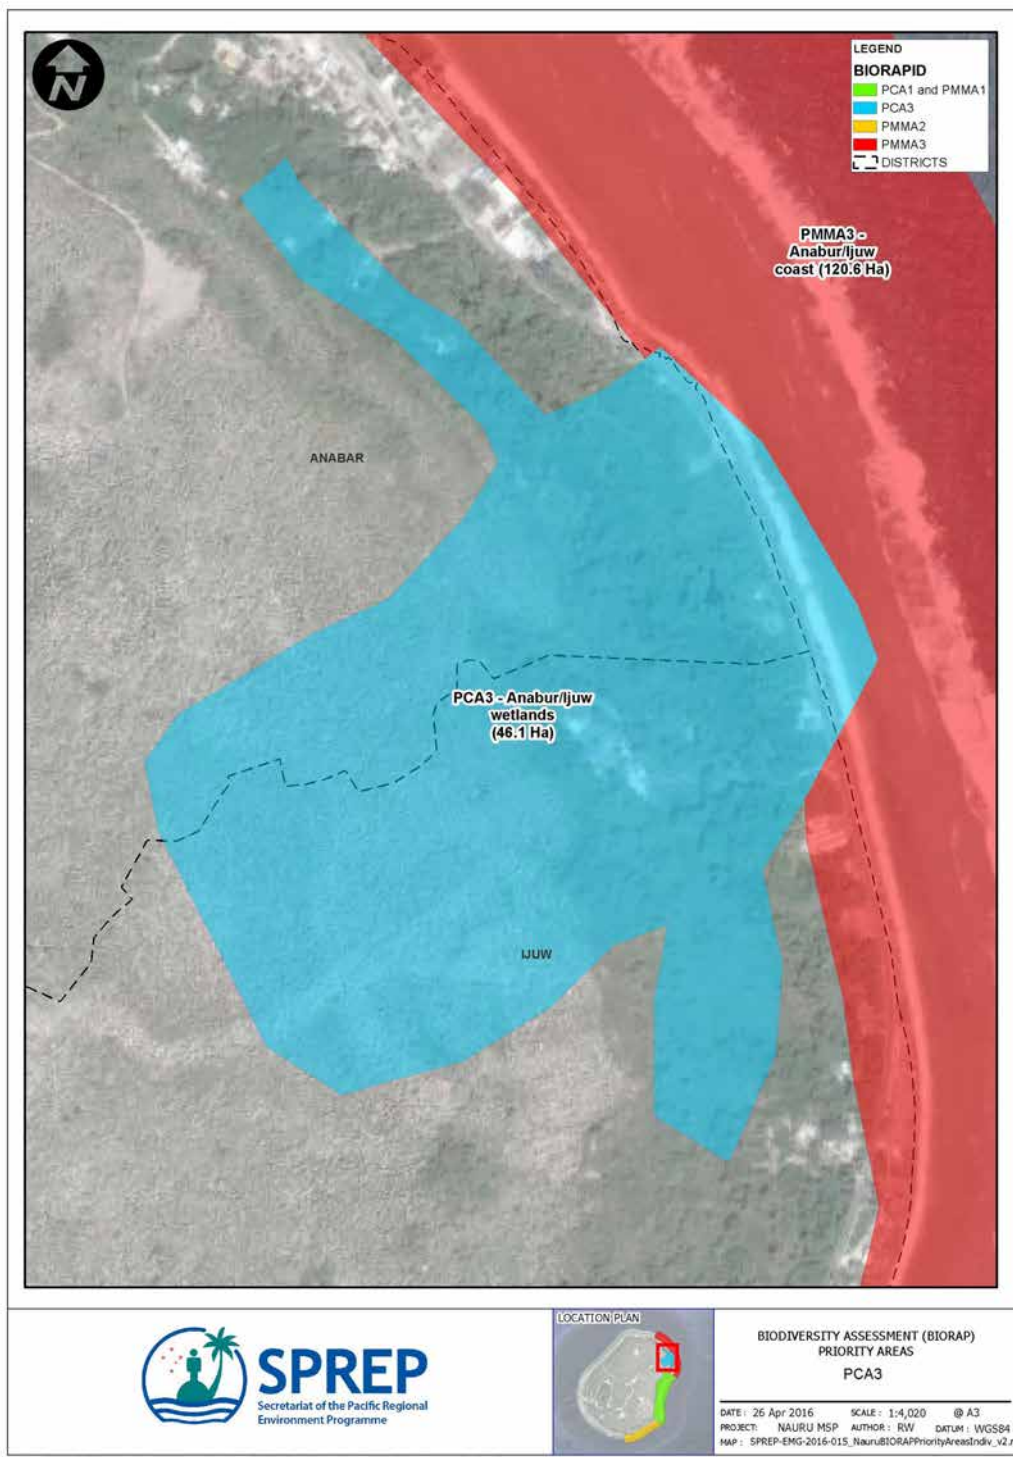 N
LEGEND
BIORAPID
PCA1 and PMMA1
PCA3
PMMA2
PMMA3
DISTRICTS
PMMA3 -
Anabur/Ijuw
coast (120.6 Ha)
ANABAR
PCA3 - Anabur/Ijuw
wetlands
(46.1 Ha)
IJUW
SPREP
Secretariat of the Pacific Regional
Environment Programme
LOCATION PLAN
BIODIVERSITY ASSESSMENT (BIORAP)
PRIORITY AREAS
PCA3
DATE : 26 Apr 2016 SCALE : 1:4,020 @ A3
PROJECT: NAURU MSP AUTHOR : RW DATUM : WGS84
MAP : SPREP-EMG-2016-015_NauruBIORAPPriorityAreasIndiv_v2.